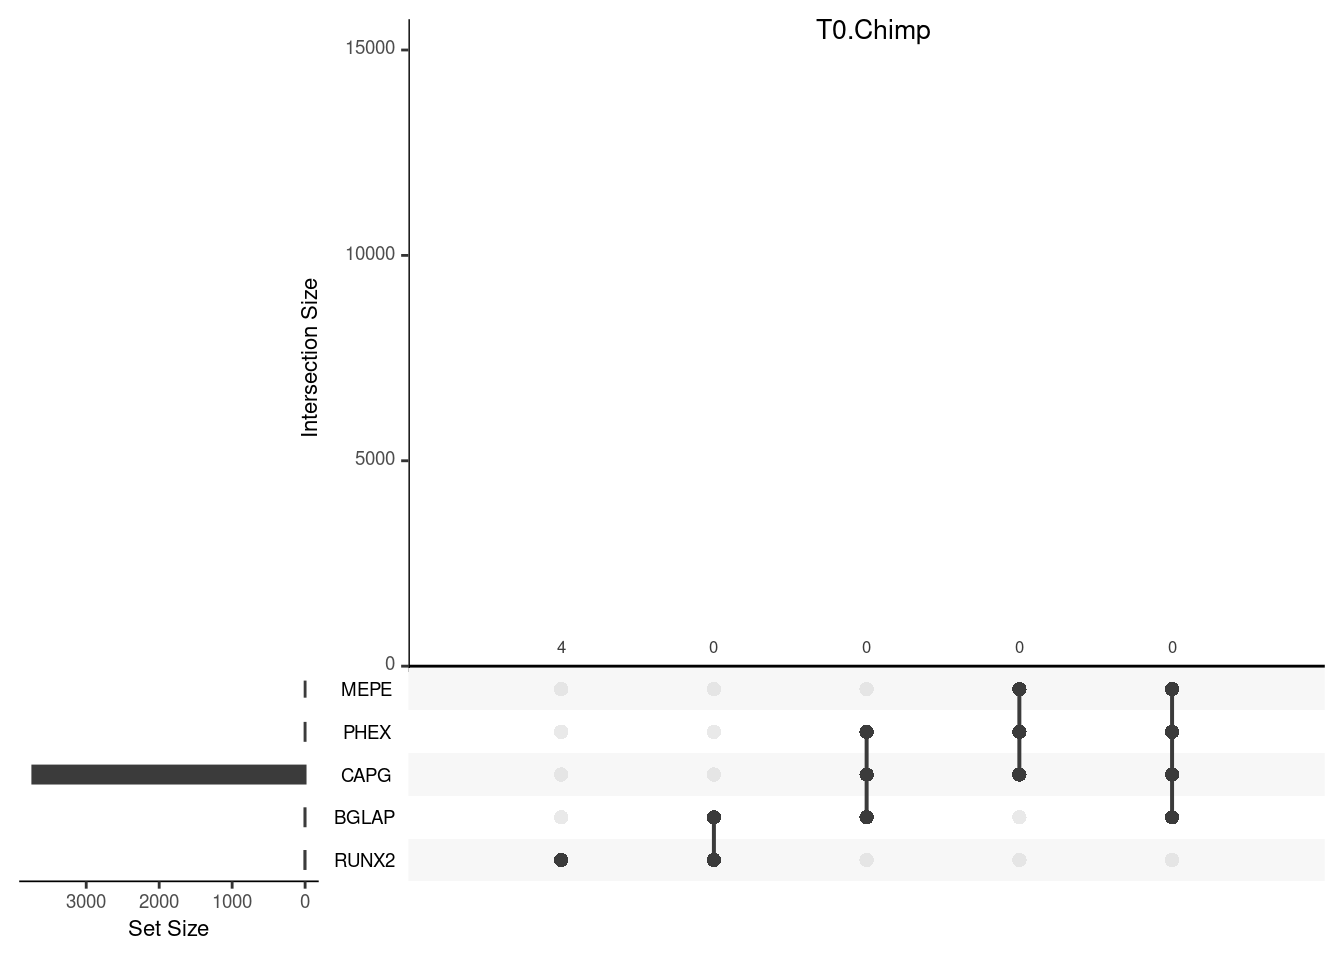 T0.Chimp
15000
10000
5000
0
Intersection Size
4 0 0 0 0
MEPE
PHEX
CAPG
BGLAP
RUNX2
3000 2000 1000 0
Set Size